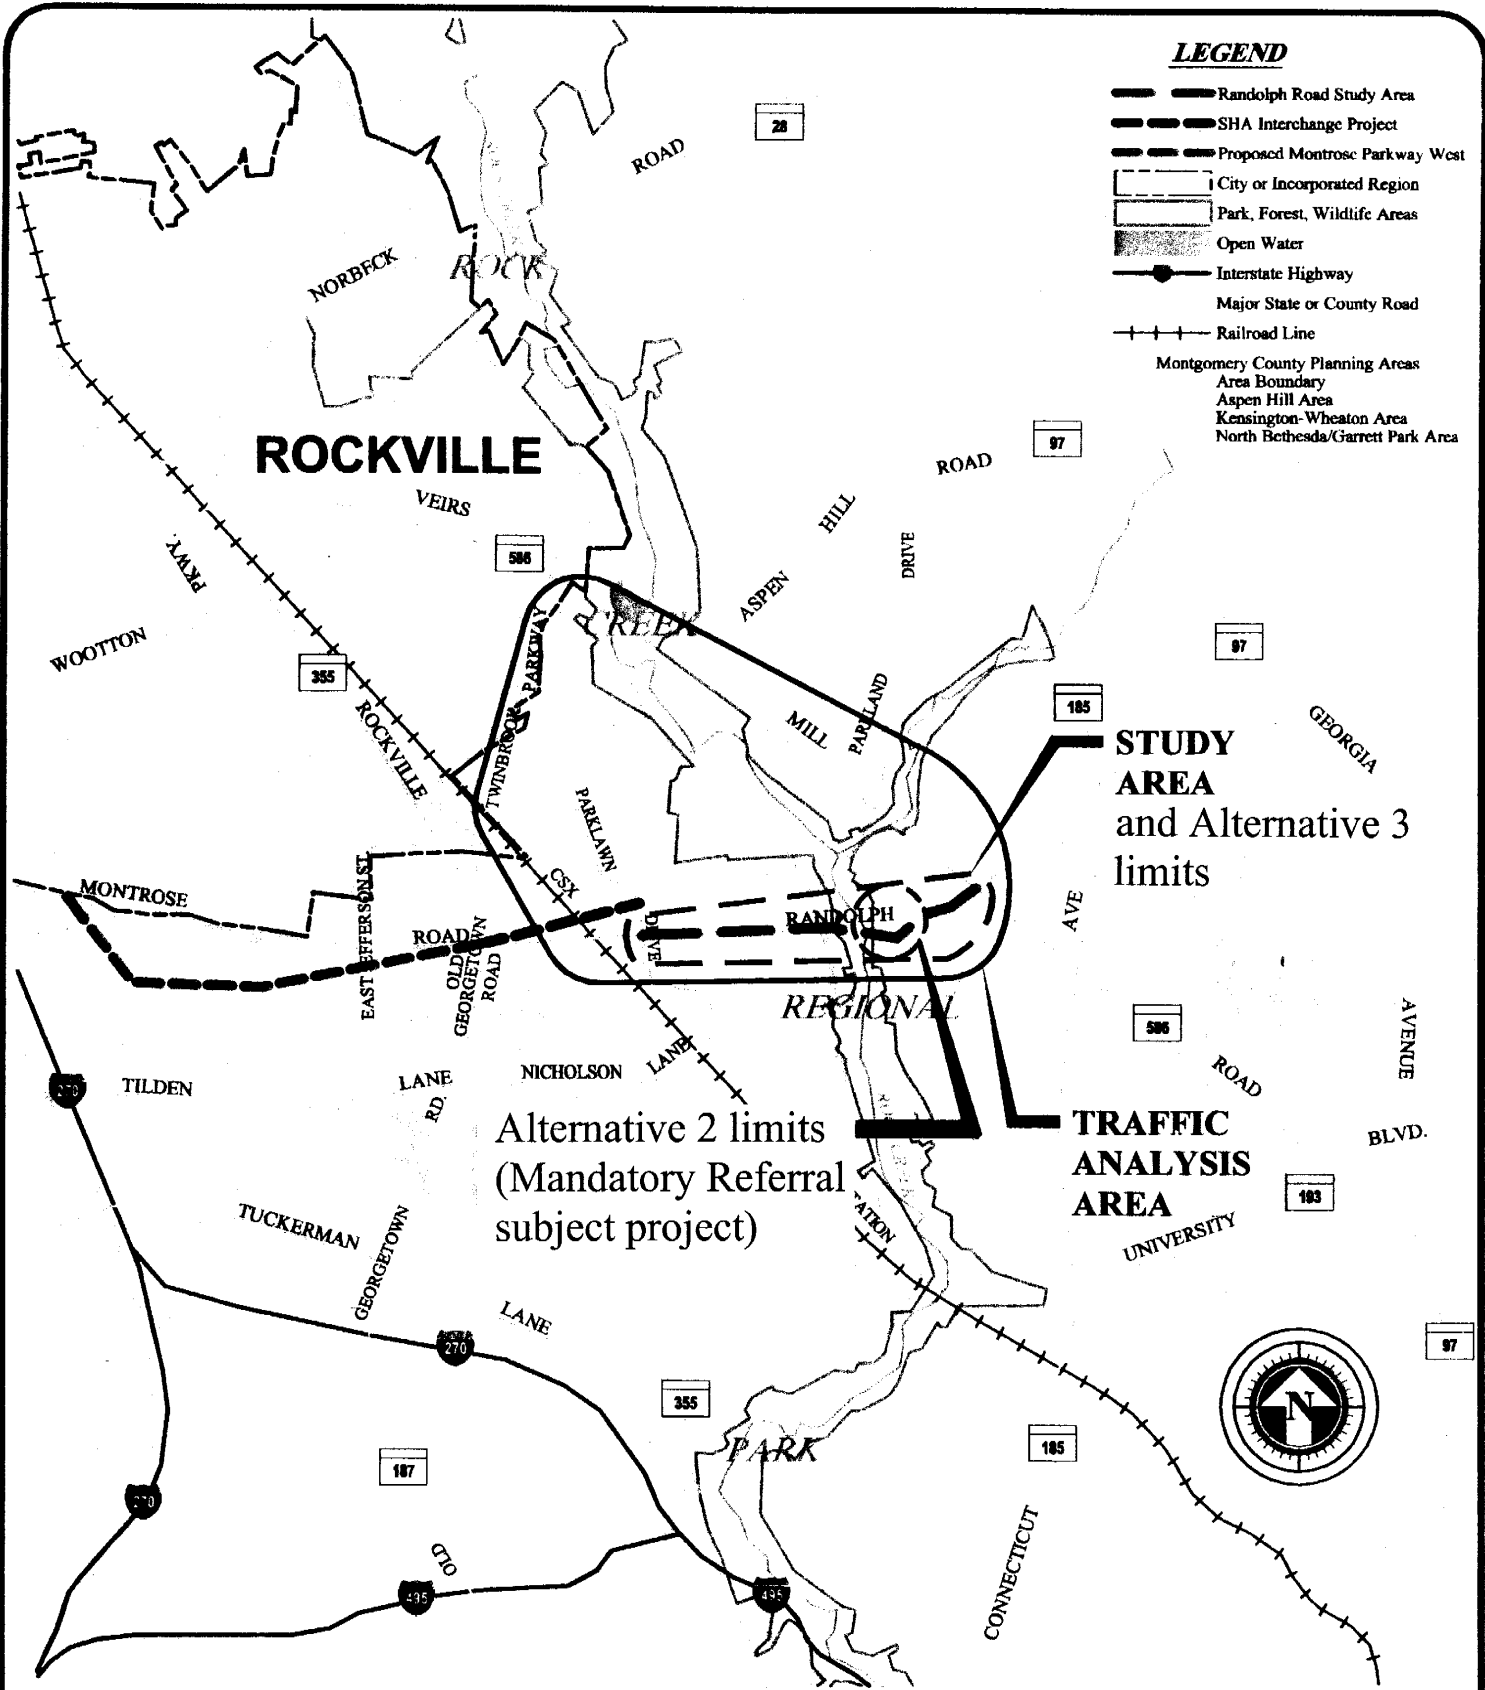 LEGEND
Randolph Road Study Area
SHA Interchange Project
Proposed Montrose Parkway West
City or Incorporated Region
Park, Forest, Wildlife Areas
Open Water
Interstate Highway
Major State or County Road
Railroad Line
Montgomery County Planning Areas
Area Boundary
Aspen Hill Area
Kensington-Wheaton Area
North Bethesda/Garrett Park Area
28
ROAD
NORBECK
ROCK
ROCKVILLE
VEIRS
97
ROAD
HILL
DRIVE
ASPEN
586
PKWY.
WOOTTON
355
CREEK
PARKWAY
TWINBROOK
ROCKVILLE
MILL
PARKLAND
97
185
GEORGIA
STUDY
AREA
and Alternative 3
limits
PARKLAWN
CSX
MONTROSE
EAST JEFFERSON ST.
ROAD
OLD
GEORGETOWN
ROAD
DRIVE
RANDOLPH
AVE
REGIONAL
586
AVENUE
ROAD
270
TILDEN
LANE
RD.
NICHOLSON
LANE
Alternative 2 limits
(Mandatory Referral
subject project)
TRAFFIC
ANALYSIS
AREA
BLVD.
193
UNIVERSITY
TUCKERMAN
GEORGETOWN
LANE
270
97
N
355
PARK
185
187
270
OLD
495
495
CONNECTICUT